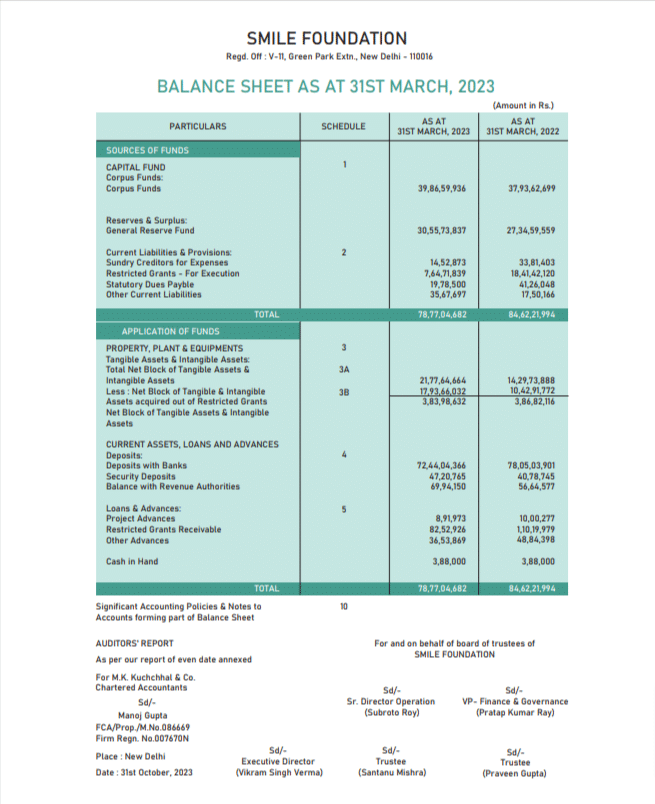 SMILE FOUNDATION
Regd. Off : V-11, Green Park Extn., New Delhi - 110016
BALANCE SHEET AS AT 31ST MARCH, 2023
(Amount in Rs.)
PARTICULARS SCHEDULE AS AT 31ST MARCH, 2023 AS AT 31ST MARCH, 2022
SOURCES OF FUNDS
CAPITAL FUND 1
Corpus Funds:
Corpus Funds 39,86,59,936 37,93,62,699
Reserves & Surplus:
General Reserve Fund 30,55,73,837 27,34,59,559
Current Liabilities & Provisions: 2
Sundry Creditors for Expenses 14,52,873 33,81,403
Restricted Grants - For Execution 7,64,71,839 18,41,42,120
Statutory Dues Payble 19,78,500 41,26,048
Other Current Liabilities 35,67,697 17,50,166
TOTAL 78,77,04,682 84,62,21,994
APPLICATION OF FUNDS
PROPERTY, PLANT & EQUIPMENTS 3
Tangible Assets & Intangible Assets:
Total Net Block of Tangible Assets & 3A
Intangible Assets 21,77,64,664 14,29,73,888
Less : Net Block of Tangible & Intangible 3B 17,93,66,032 10,42,91,772
Assets acquired out of Restricted Grants 3,83,98,632 3,86,82,116
Net Block of Tangible Assets & Intangible
Assets
CURRENT ASSETS, LOANS AND ADVANCES
Deposits: 4
Deposits with Banks 72,44,04,366 78,05,03,901
Security Deposits 47,20,765 40,78,745
Balance with Revenue Authorities 69,94,150 56,64,577
Loans & Advances: 5
Project Advances 8,91,973 10,00,277
Restricted Grants Receivable 82,52,926 1,10,19,979
Other Advances 36,53,869 48,84,398
Cash in Hand 3,88,000 3,88,000
TOTAL 78,77,04,682 84,62,21,994
Significant Accounting Policies & Notes to 10
Accounts forming part of Balance Sheet
AUDITORS' REPORT
As per our report of even date annexed
For M.K. Kuchchhal & Co.
Chartered Accountants
Sd/-
Manoj Gupta
FCA/Prop./M.No.086669
Firm Regn. No.007670N
Place : New Delhi
Date : 31st October, 2023
For and on behalf of board of trustees of
SMILE FOUNDATION
Sd/- Sd/-
Sr. Director Operation VP- Finance & Governance
(Subroto Roy) (Pratap Kumar Ray)
Sd/- Sd/- Sd/-
Executive Director Trustee Trustee
(Vikram Singh Verma) (Santanu Mishra) (Praveen Gupta)